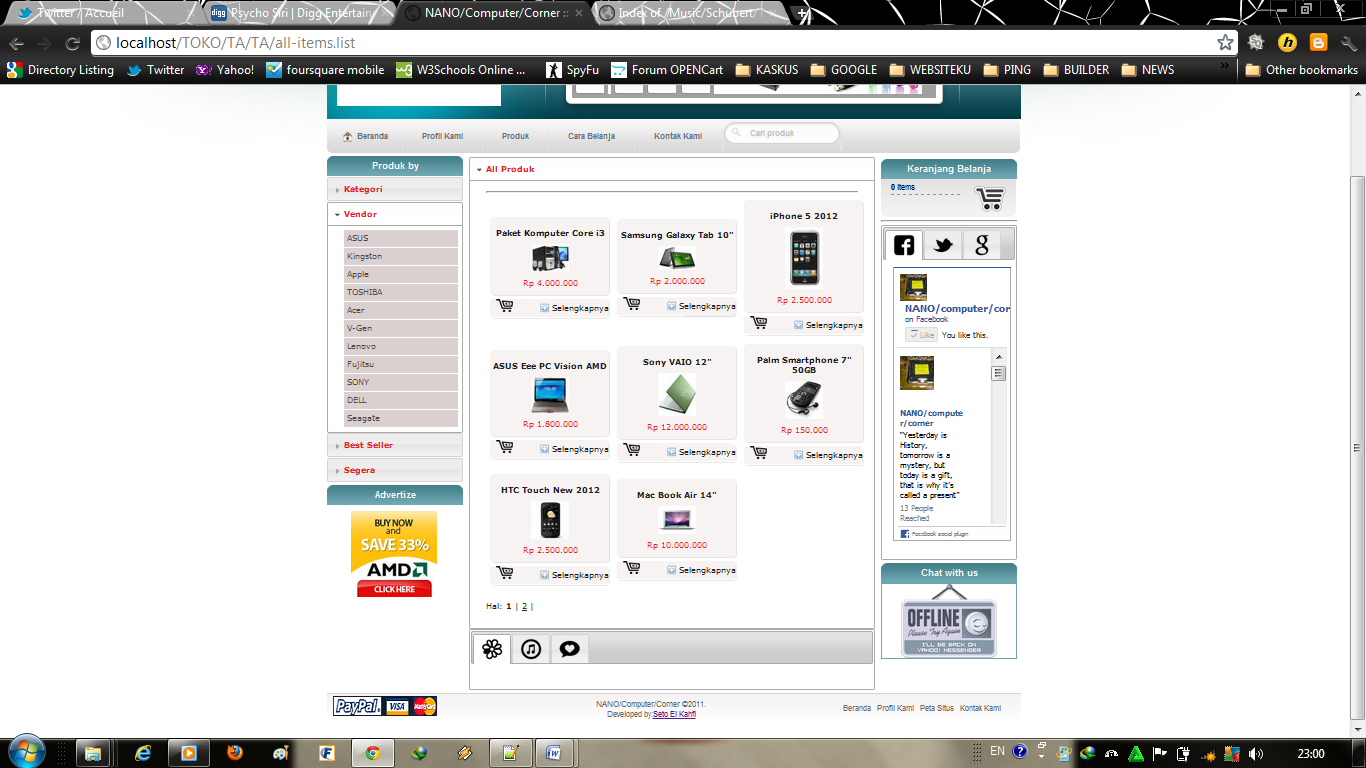 Twitter / Accueil
Psycho Siri | Digg Entertain
NANO/Computer/Corner ::
Index of /Music/Schubert/
localhost/TOKO/TA/TA/all-items.list
Directory Listing
Twitter
Yahoo!
foursquare mobile
W3Schools Online ...
SpyFu
Forum OPENCart
KASKUS
GOOGLE
WEBSITEKU
PING
BUILDER
NEWS
Other bookmarks
Beranda
Profil Kami
Produk
Cara Belanja
Kontak Kami
Cari produk
Produk by
Kategori
Vendor
ASUS
Kingston
Apple
TOSHIBA
Acer
V-Gen
Lenovo
Fujitsu
SONY
DELL
Seagate
Best Seller
Segera
Advertize
BUY NOW
and
SAVE 33%
AMD
CLICK HERE
All Produk
Paket Komputer Core i3
Rp 4.000.000
Selengkapnya
Samsung Galaxy Tab 10"
Rp 2.000.000
Selengkapnya
iPhone 5 2012
Rp 2.500.000
Selengkapnya
ASUS Eee PC Vision AMD
Rp 1.800.000
Selengkapnya
Sony VAIO 12"
Rp 12.000.000
Selengkapnya
Palm Smartphone 7"
50GB
Rp 150.000
Selengkapnya
HTC Touch New 2012
Rp 2.500.000
Selengkapnya
Mac Book Air 14"
Rp 10.000.000
Selengkapnya
Hal: 1 | 2 |
Keranjang Belanja
0 Items
NANO/computer/cor
on Facebook
Like
You like this.
NANO/compute
r/corner
"Yesterday is
History,
tomorrow is a
mystery, but
today is a gift,
that is why it's
called a present"
13 People
Reached
Facebook social plugin
Chat with us
OFFLINE
Please Try Again
I'LL BE BACK ON
YAHOO! MESSENGER
PayPal
VISA
MasterCard
NANO/Computer/Corner ©2011.
Developed by:Seto El Kahfi
Beranda
Profil Kami
Peta Situs
Kontak Kami
EN
23:00